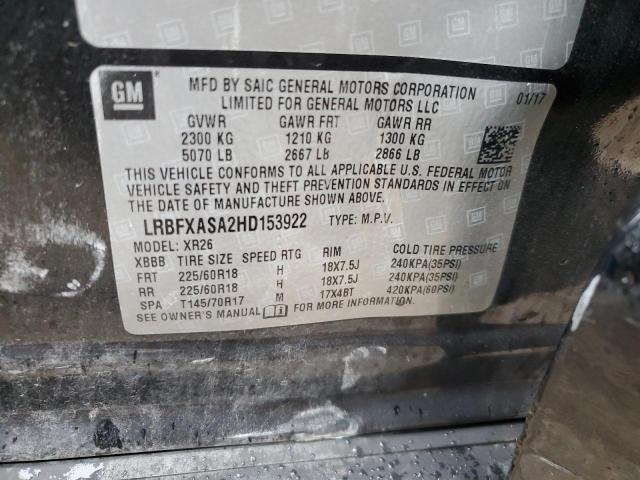 GM
MFD BY SAIC GENERAL MOTORS CORPORATION
LIMITED FOR GENERAL MOTORS LLC
01/17
GVWR GAWR FRT GAWR RR
2300 KG 1210 KG 1300 KG
5070 LB 2667 LB 2866 LB
THIS VEHICLE CONFORMS TO ALL APPLICABLE U.S. FEDERAL MOTOR
VEHICLE SAFETY AND THEFT PREVENTION STANDARDS IN EFFECT ON
THE DATE OF MANUFACTURE SHOWN ABOVE.
LRBFXASA2HD153922 TYPE: M.P.V.
MODEL: XR26
XBBB TIRE SIZE SPEED RTG RIM COLD TIRE PRESSURE
FRT 225/60R18 H 18X7.5J 240KPA(35PSI)
RR 225/60R18 H 18X7.5J 240KPA(35PSI)
SPA T145/70R17 M 17X4BT 420KPA(60PSI)
SEE OWNER'S MANUAL FOR MORE INFORMATION.